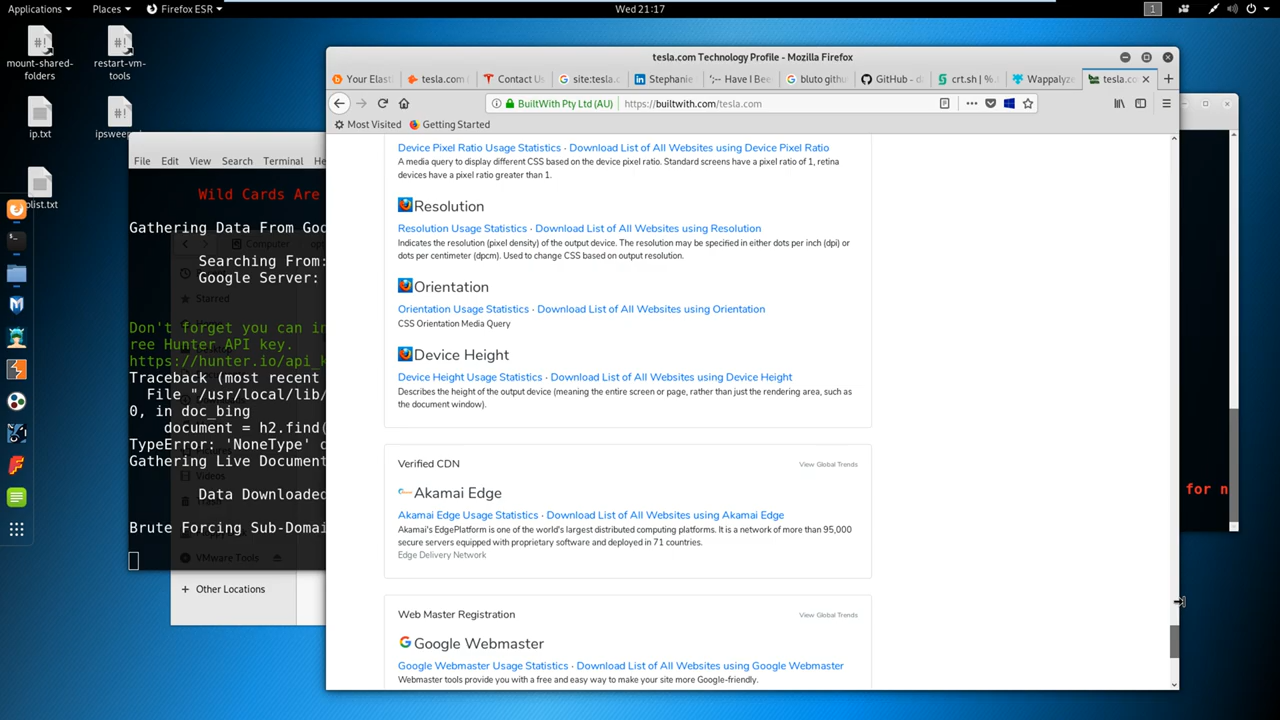 Applications
Places
Firefox ESR
Wed 21:17
1
mount-shared-folders
restart-vm-tools
ip.txt
plist.txt
File Edit View Search Terminal
Wild Cards Are
Gathering Data From Goo
Searching From:
Google Server:
Don't forget you can in
ree Hunter API key.
https://hunter.io/api_k
Traceback (most recent
File "/usr/local/lib/
0, in doc_bing
document = h2.find(
TypeError: 'NoneType' o
Gathering Live Document
Data Downloaded
Brute Forcing Sub-Domai
Computer
Starred
Videos
VMware Tools
+ Other Locations
for n
tesla.com Technology Profile - Mozilla Firefox
Your Elast
tesla.com
Contact Us
site:tesla.c
Stephanie
Have I Bee
bluto githu
GitHub - d
crt.sh | %.
Wappalyze
tesla.co
BuiltWith Pty Ltd (AU)
https://builtwith.com/tesla.com
Most Visited
Getting Started
Device Pixel Ratio Usage Statistics · Download List of All Websites using Device Pixel Ratio
A media query to display different CSS based on the device pixel ratio. Standard screens have a pixel ratio of 1, retina
devices have a pixel ratio greater than 1.
Resolution
Resolution Usage Statistics · Download List of All Websites using Resolution
Indicates the resolution (pixel density) of the output device. The resolution may be specified in either dots per inch (dpi) or
dots per centimeter (dpcm). Used to change CSS based on output resolution.
Orientation
Orientation Usage Statistics · Download List of All Websites using Orientation
CSS Orientation Media Query
Device Height
Device Height Usage Statistics · Download List of All Websites using Device Height
Describes the height of the output device (meaning the entire screen or page, rather than just the rendering area, such as
the document window).
Verified CDN
View Global Trends
Akamai Edge
Akamai Edge Usage Statistics · Download List of All Websites using Akamai Edge
Akamai's EdgePlatform is one of the world's largest distributed computing platforms. It is a network of more than 95,000
secure servers equipped with proprietary software and deployed in 71 countries.
Edge Delivery Network
Web Master Registration
View Global Trends
Google Webmaster
Google Webmaster Usage Statistics · Download List of All Websites using Google Webmaster
Webmaster tools provide you with a free and easy way to make your site more Google-friendly.